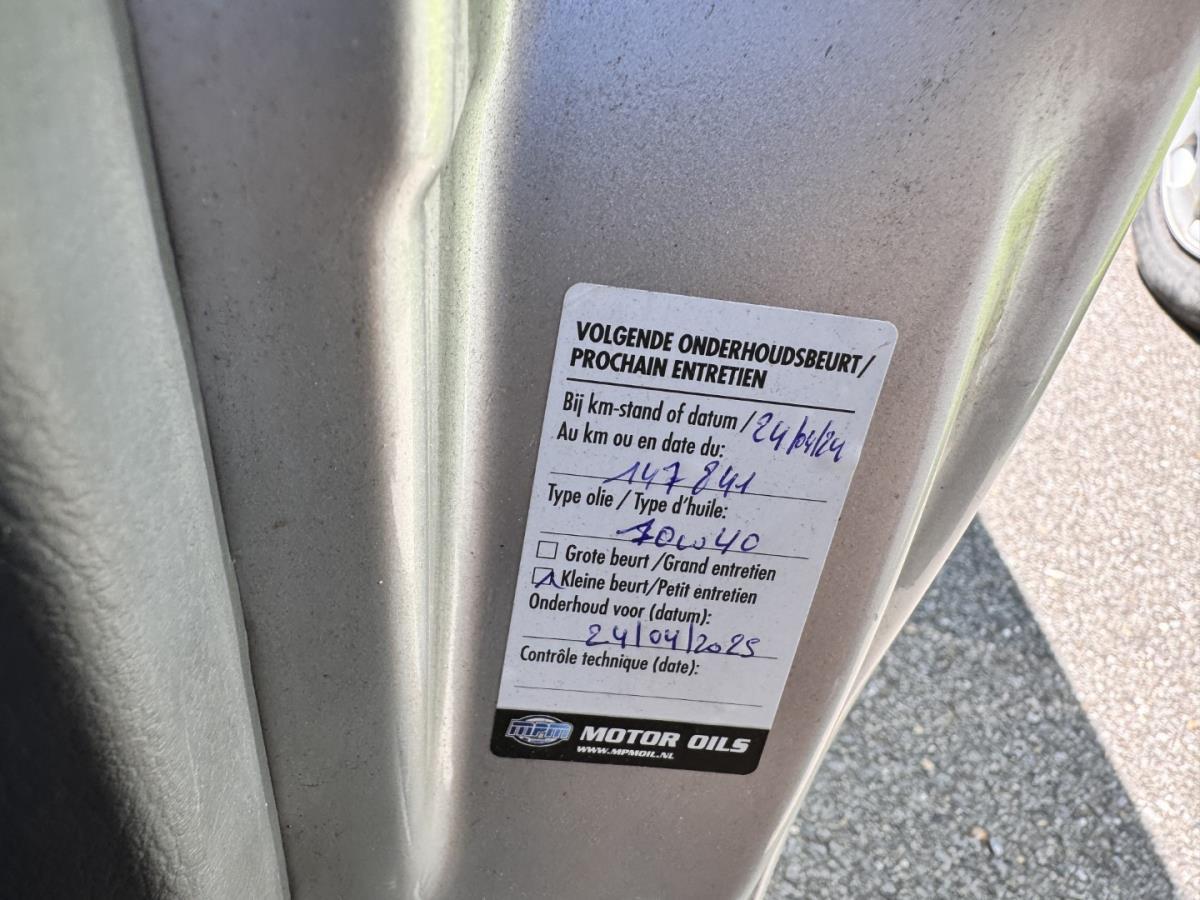 VOLGENDE ONDERHOUDSBEURT/
PROCHAIN ENTRETIEN
Bij km-stand of datum / 24/04/24
Au km ou en date du:
147 841
Type olie / Type d'huile:
10w40
Grote beurt /Grand entretien
Kleine beurt/Petit entretien
Onderhoud voor (datum):
24/04/2025
Contrôle technique (date):
MPM MOTOR OILS
WWW.MPMOIL.NL